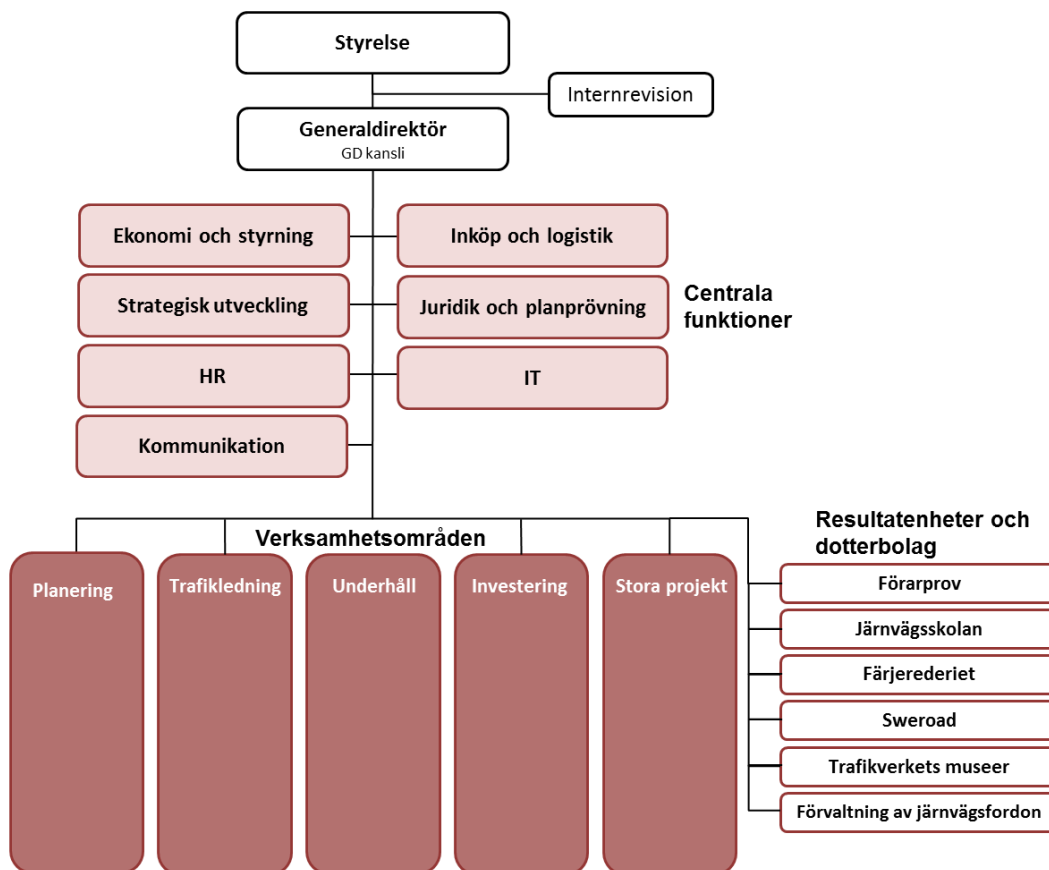 Styrelse
Internrevision
Generaldirektör
GD kansli
Ekonomi och styrning
Inköp och logistik
Strategisk utveckling
Juridik och planprövning
Centrala
funktioner
HR
IT
Kommunikation
Verksamhetsområden
Resultatenheter och
dotterbolag
Planering
Trafikledning
Underhåll
Investering
Stora projekt
Förarprov
Järnvägsskolan
Färjerederiet
Sweroad
Trafikverkets museer
Förvaltning av järnvägsfordon